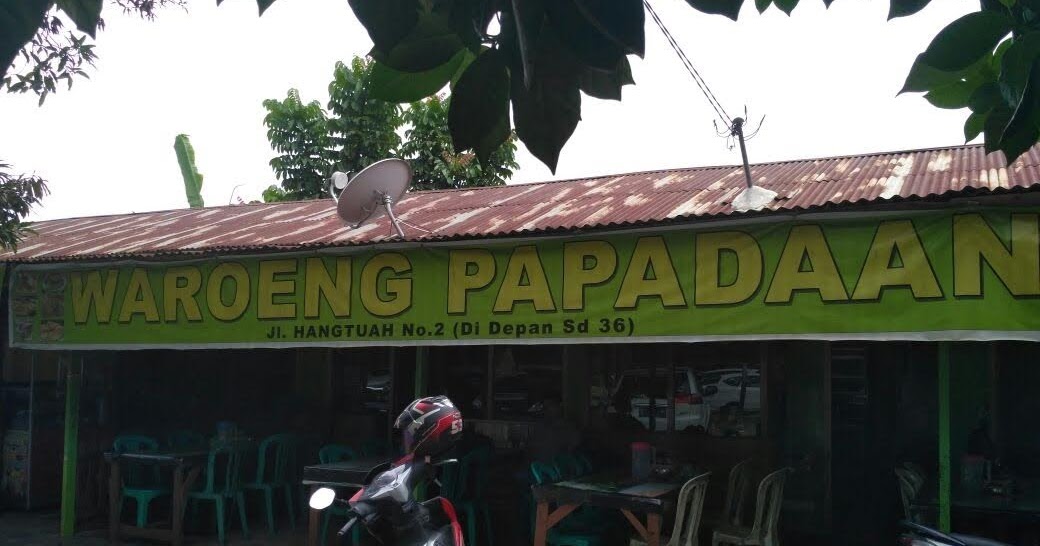 WAROENG PAPADAAN
Jl. HANGTUAH No.2 (Di Depan Sd 36)